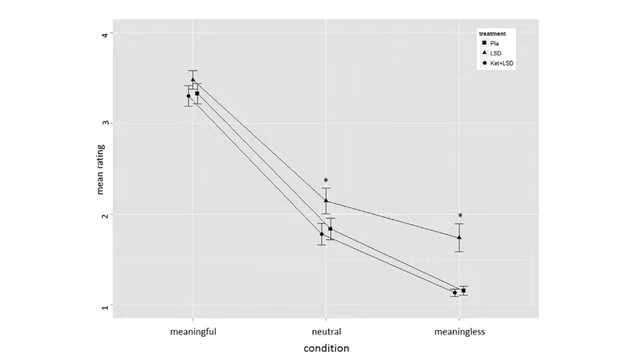 4
3
2
1
mean rating
treatment
Pla
LSD
Ket+LSD
*
*
meaningful
neutral
meaningless
condition